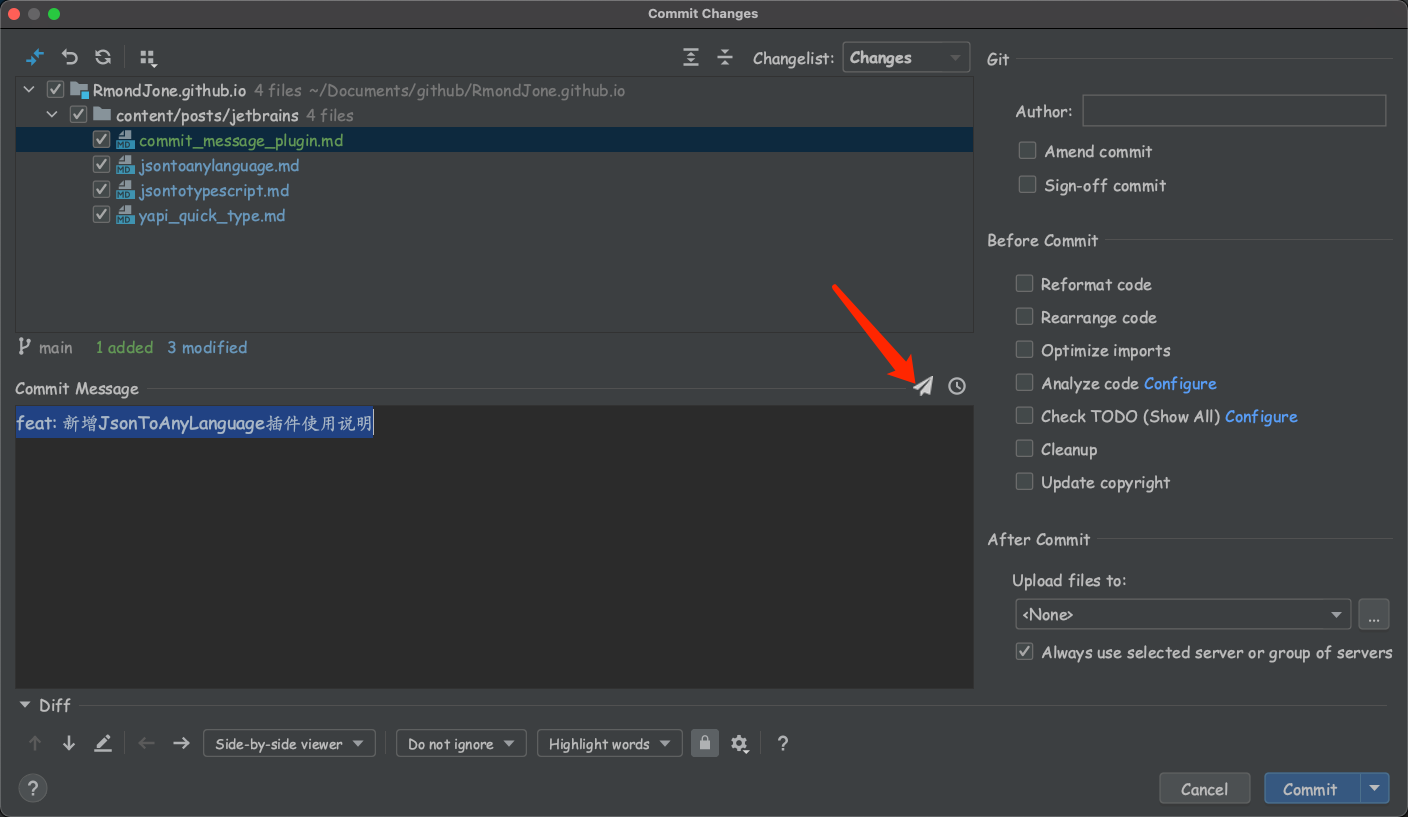 Commit Changes
Changelist: Changes
RmondJone.github.io 4 files ~/Documents/github/RmondJone.github.io
content/posts/jetbrains 4 files
MD commit_message_plugin.md
MD jsontoanylanguage.md
MD jsontotypescript.md
MD yapi_quick_type.md
main 1 added 3 modified
Commit Message
feat: 新增JsonToAnyLanguage插件使用说明
Git
Author:
Amend commit
Sign-off commit
Before Commit
Reformat code
Rearrange code
Optimize imports
Analyze code Configure
Check TODO (Show All) Configure
Cleanup
Update copyright
After Commit
Upload files to:
<None> ...
Always use selected server or group of servers
Diff
Side-by-side viewer Do not ignore Highlight words ?
? Cancel Commit